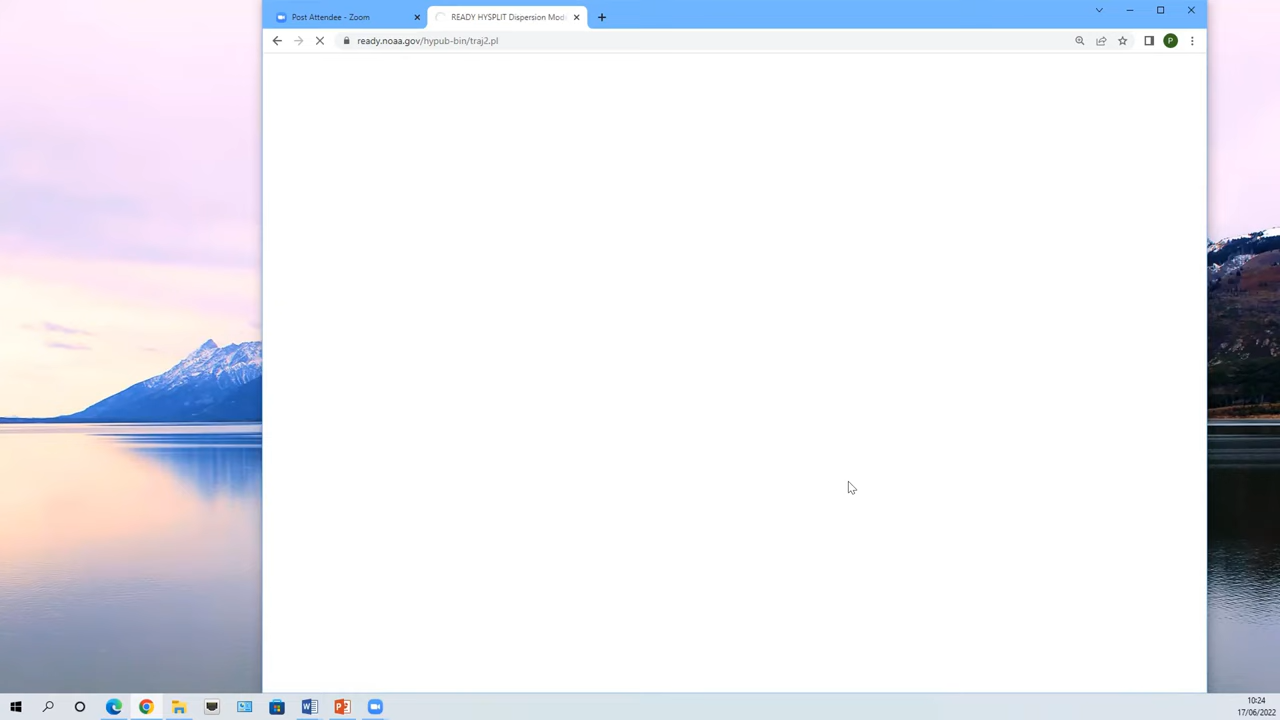 Post Attendee - Zoom
READY HYSPLIT Dispersion Mod
ready.noaa.gov/hypub-bin/traj2.pl
P
10:24
17/06/2022